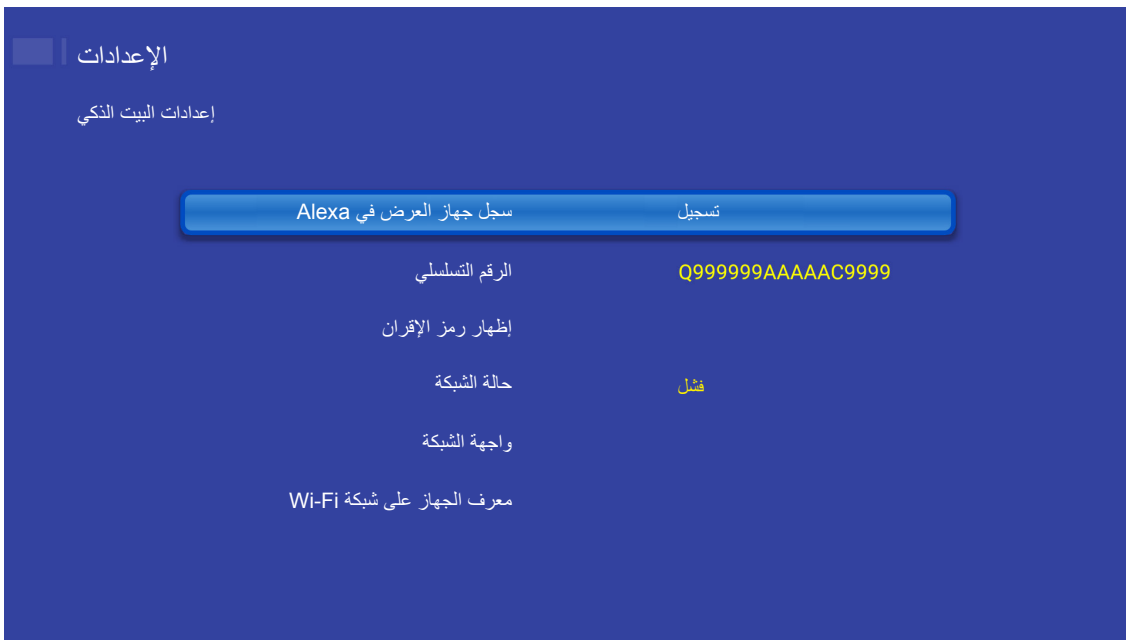 الإعدادات
إعدادات البيت الذكي
سجل جهاز العرض في Alexa تسجيل
الرقم التسلسلي Q999999AAAAAC9999
إظهار رمز الإقران
حالة الشبكة فشل
واجهة الشبكة
معرف الجهاز على شبكة Wi-Fi